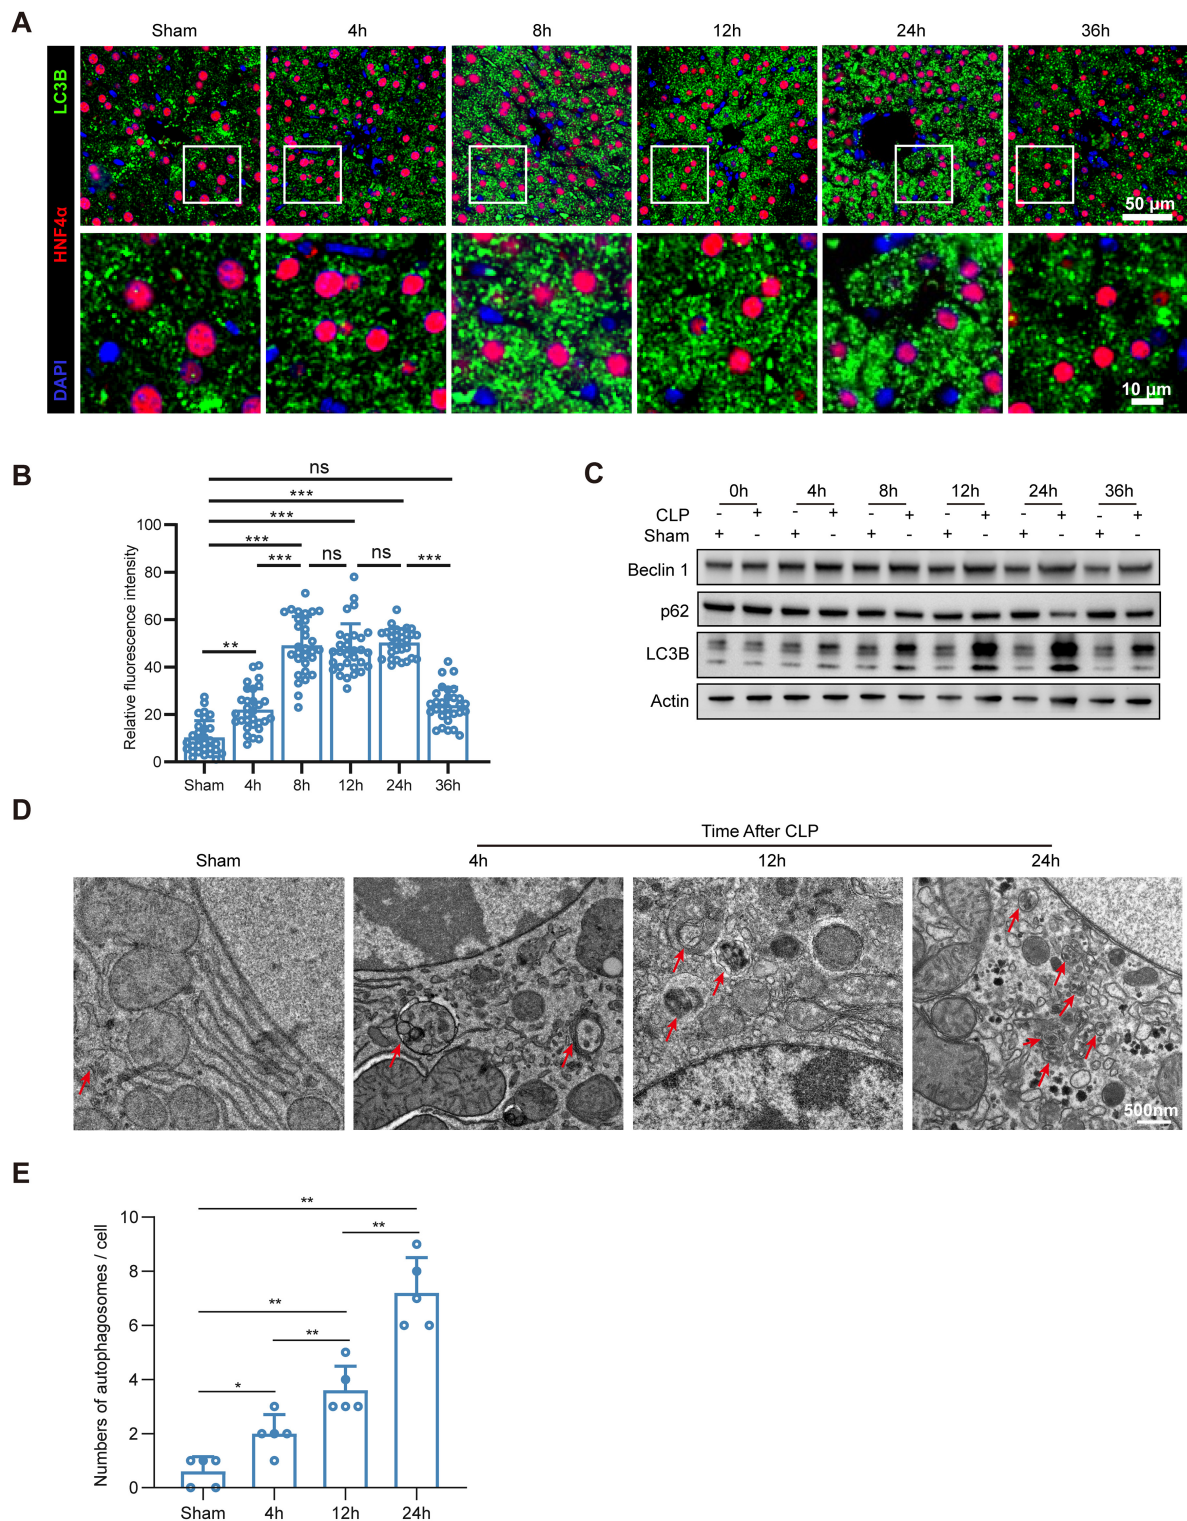 A
Sham 4h 8h 12h 24h 36h
LC3B
HNF4α
DAPI
50 μm
10 μm
B
ns
***
***
***
*** ns ns ***
**
Relative fluorescence intensity
100
80
60
40
20
0
Sham 4h 8h 12h 24h 36h
C
0h 4h 8h 12h 24h 36h
CLP - + - + - + - + - + - +
Sham + - + - + - + - + - + -
Beclin 1
p62
LC3B
Actin
D
Time After CLP
Sham 4h 12h 24h
500nm
E
**
**
**
**
*
Numbers of autophagosomes / cell
10
8
6
4
2
0
Sham 4h 12h 24h